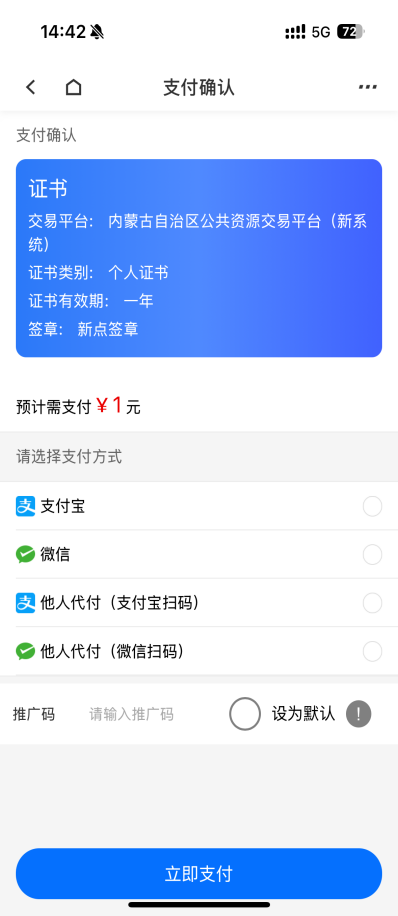 14:42
5G
72
支付确认
支付确认
证书
交易平台： 内蒙古自治区公共资源交易平台（新系
统）
证书类别： 个人证书
证书有效期： 一年
签章： 新点签章
预计需支付 ￥1 元
请选择支付方式
支付宝
微信
他人代付（支付宝扫码）
他人代付（微信扫码）
推广码 请输入推广码 设为默认 !
立即支付